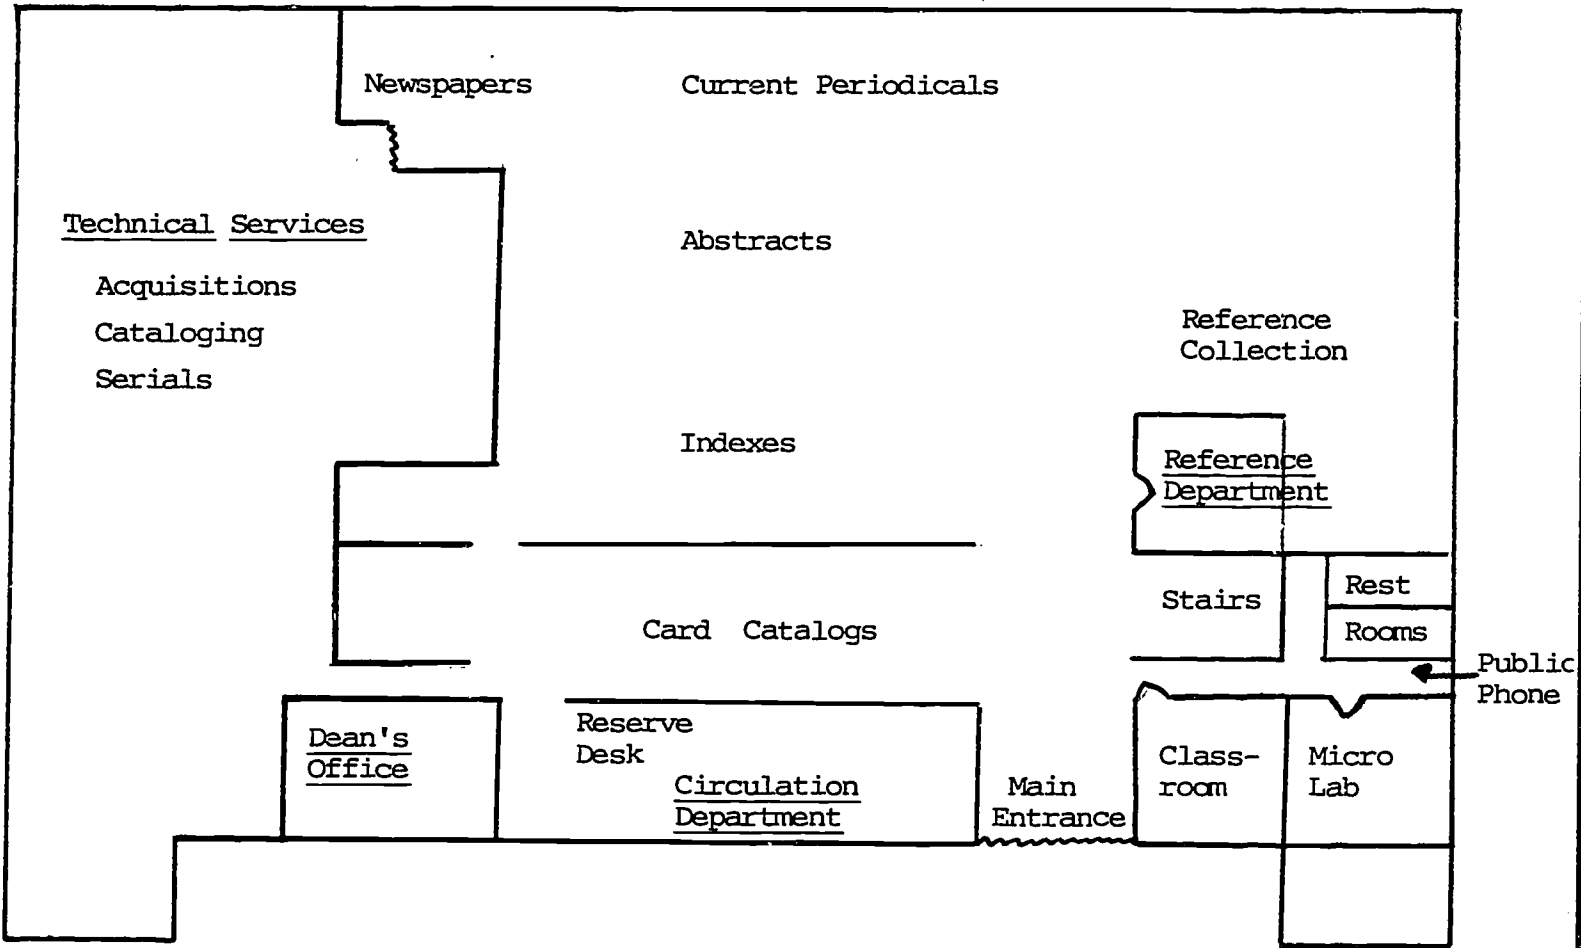 Newspapers
Current Periodicals
Technical Services
Acquisitions
Cataloging
Serials
Abstracts
Reference
Collection
Indexes
Reference
Department
Stairs
Rest
Rooms
Card Catalogs
Public
Phone
Dean's
Office
Reserve
Desk
Circulation
Department
Main
Entrance
Class-
room
Micro
Lab